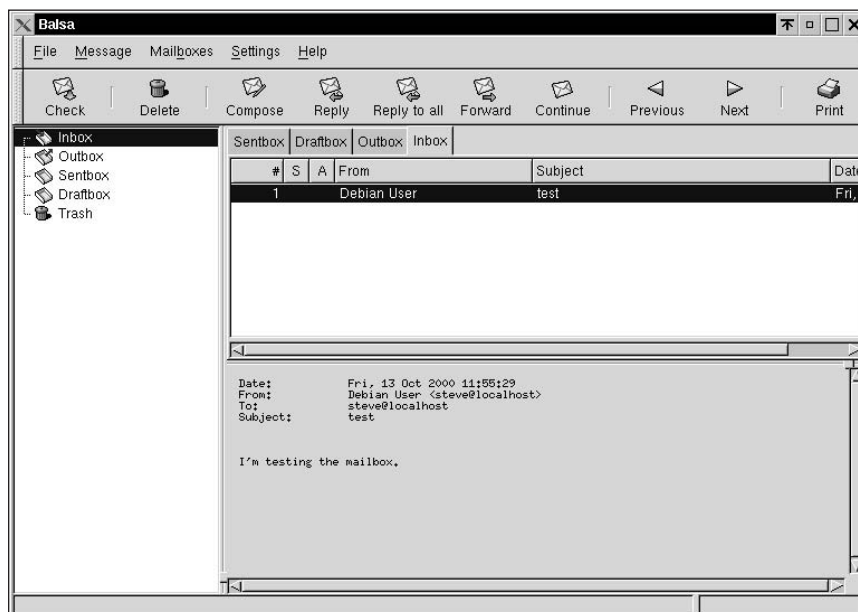 Balsa
File Message Mailboxes Settings Help
Check Delete Compose Reply Reply to all Forward Continue Previous Next Print
Inbox
Outbox
Sentbox
Draftbox
Trash
Sentbox Draftbox Outbox Inbox
# S A From Subject Date
1 Debian User test Fri,
Date: Fri, 13 Oct 2000 11:55:29
From: Debian User <steve@localhost>
To: steve@localhost
Subject: test
I'm testing the mailbox.